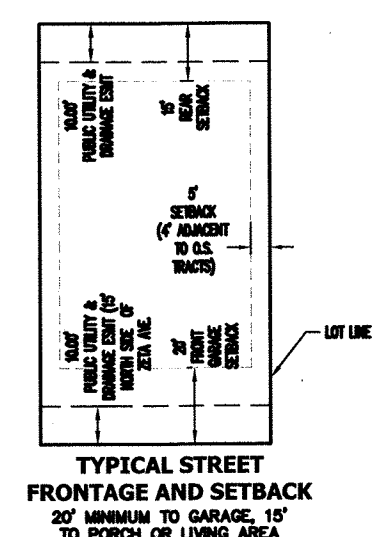 10.00'
PUBLIC UTILITY &
DRAINAGE ESMT
15'
REAR
SETBACK
5'
SETBACK
(4' ADJACENT
TO O.S.
TRACTS)
10.00'
PUBLIC UTILITY &
DRAINAGE ESMT (15'
NORTH SIDE OF
ZETA AVE.
20'
FRONT
GARAGE
SETBACK
LOT LINE
TYPICAL STREET
FRONTAGE AND SETBACK
20' MINIMUM TO GARAGE, 15'
TO PORCH OR LIVING AREA